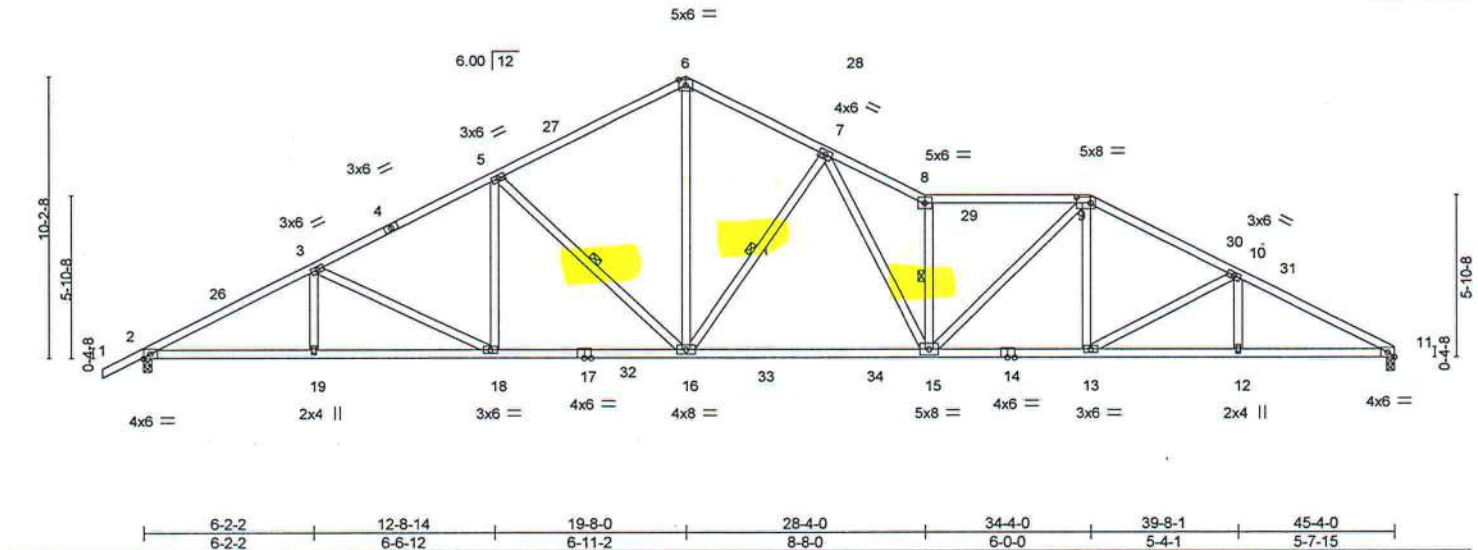 5x6 =
6.00 12
6
28
4x6 \\
7
3x6 //
27
5
5x6 =
5x8 =
3x6 //
8
4
29
9
3x6 //
3x6 \\
3
30
10
31
26
10-2-8
5-10-8
5-10-8
2
1
0-4-8
11
0-4-8
19
18
17
32
16
33
34
15
14
13
12
4x6 =
2x4 ||
3x6 =
4x6 =
4x8 =
5x8 =
4x6 =
3x6 =
2x4 ||
4x6 =
6-2-2 12-8-14 19-8-0 28-4-0 34-4-0 39-8-1 45-4-0
6-2-2 6-6-12 6-11-2 8-8-0 6-0-0 5-4-1 5-7-15